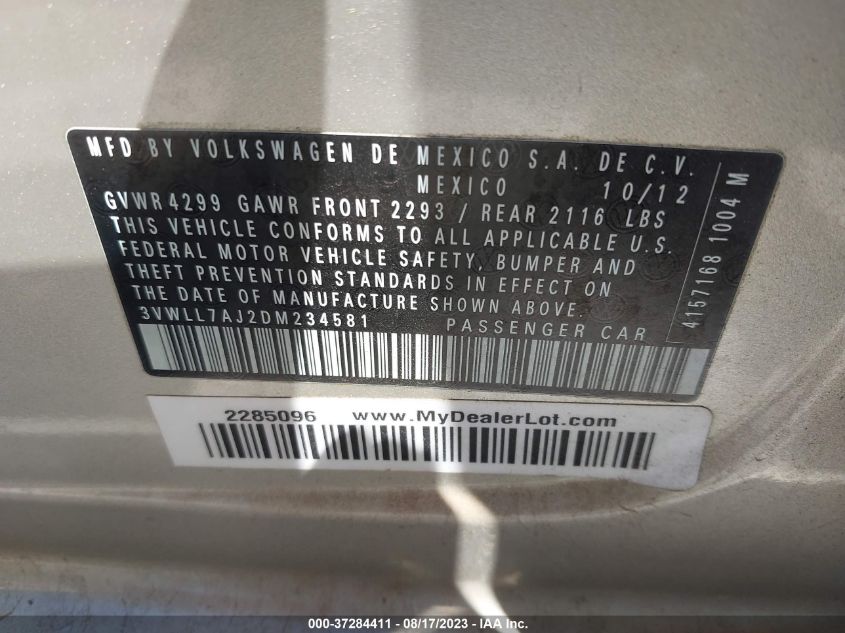 MFD BY VOLKSWAGEN DE MEXICO S.A. DE C.V.
MEXICO 10/12
GVWR 4299 GAWR FRONT 2293 / REAR 2116 LBS
THIS VEHICLE CONFORMS TO ALL APPLICABLE U.S.
FEDERAL MOTOR VEHICLE SAFETY, BUMPER AND
THEFT PREVENTION STANDARDS IN EFFECT ON
THE DATE OF MANUFACTURE SHOWN ABOVE.
3VWLL7AJ2DM234581 PASSENGER CAR
4157168 1004 M
2285096 www.MyDealerLot.com
000-37284411 - 08/17/2023 - IAA Inc.